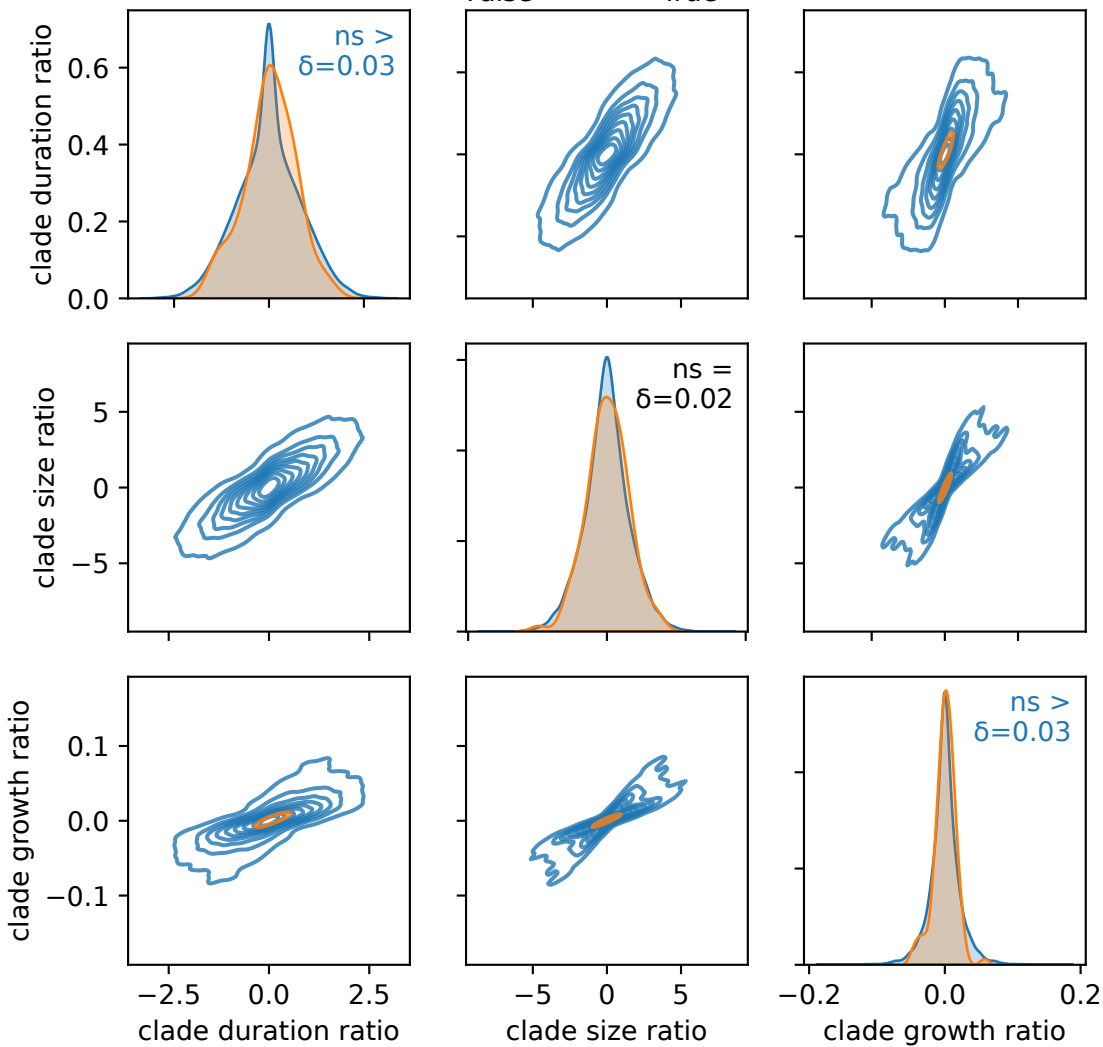 True
clade duration ratio
0.6
0.4
0.2
0.0
ns >
δ=0.03
clade size ratio
5
0
−5
ns =
δ=0.02
clade growth ratio
0.1
0.0
−0.1
ns >
δ=0.03
−2.5 0.0 2.5
−5 0 5
−0.2 0.0 0.2
clade duration ratio
clade size ratio
clade growth ratio